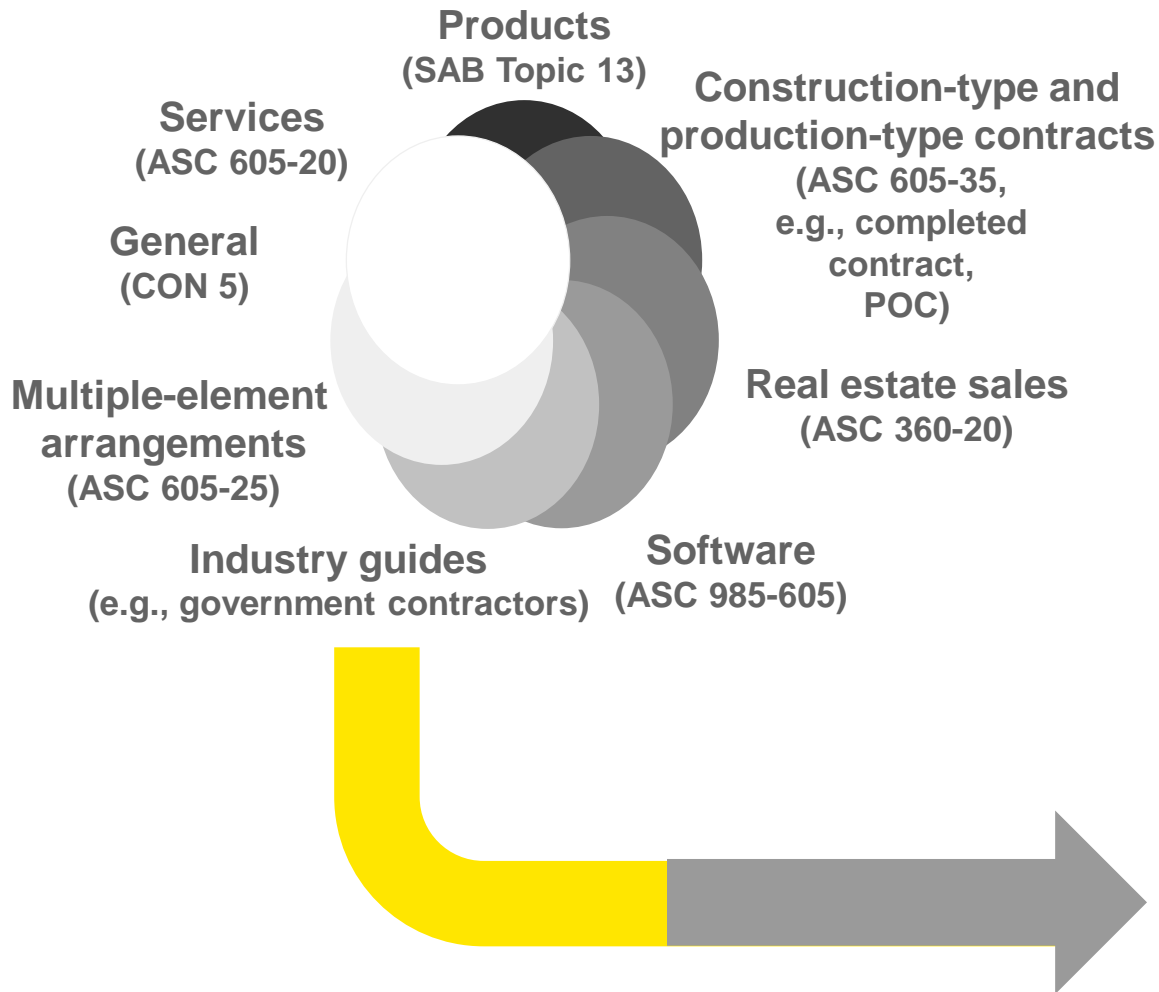 Products
(SAB Topic 13)
Construction-type and
production-type contracts
(ASC 605-35,
e.g., completed
contract,
POC)
Services
(ASC 605-20)
General
(CON 5)
Real estate sales
(ASC 360-20)
Multiple-element
arrangements
(ASC 605-25)
Software
(ASC 985-605)
Industry guides
(e.g., government contractors)